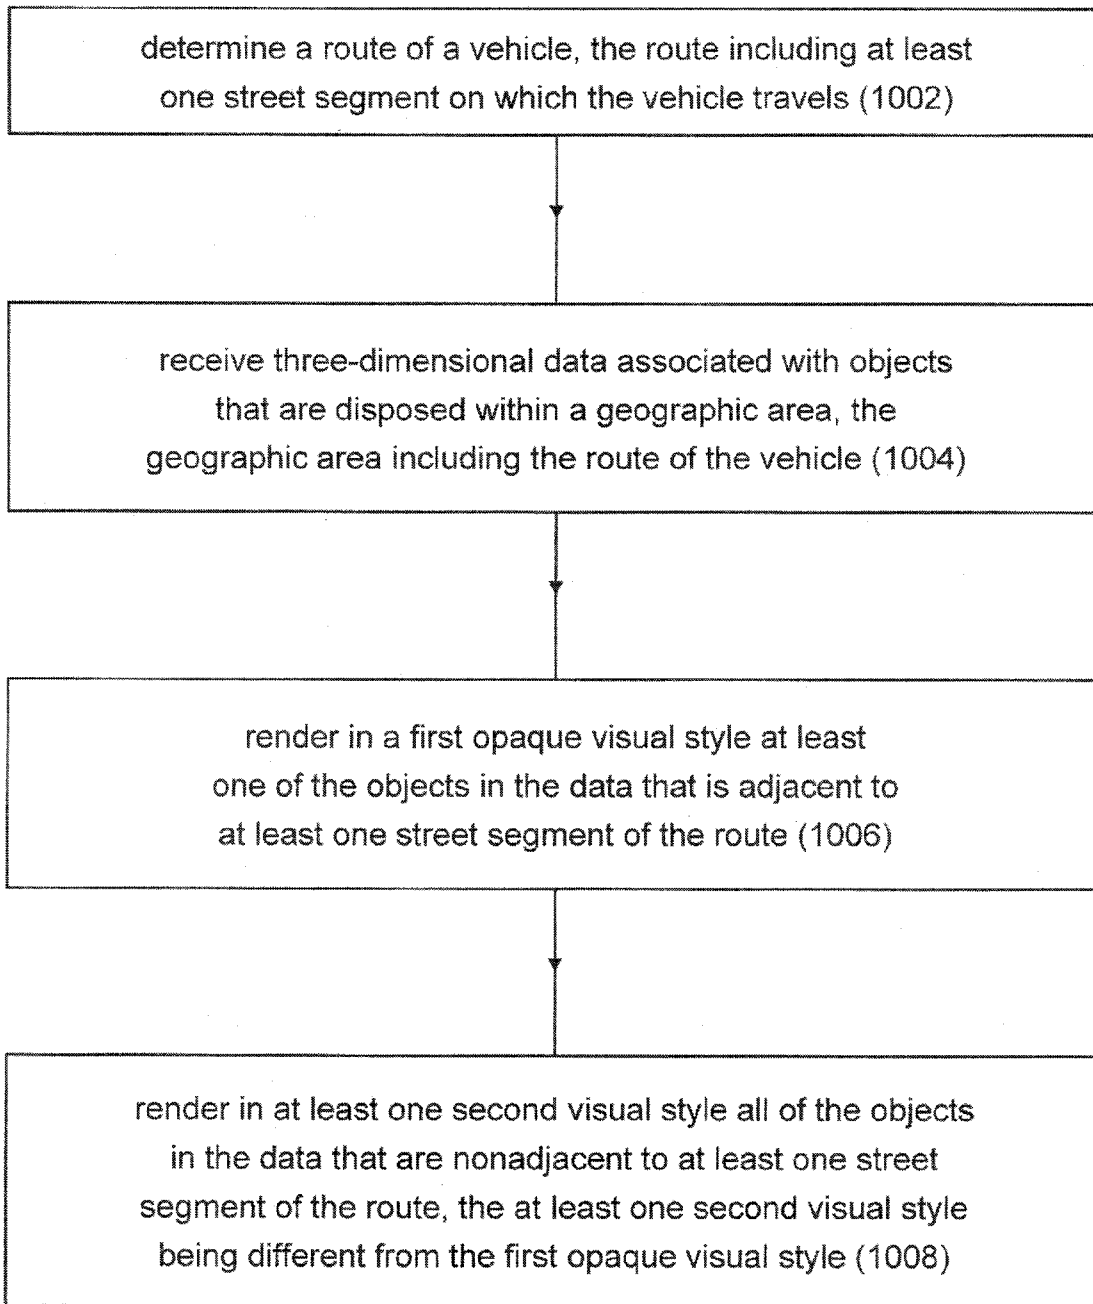 determine a route of a vehicle, the route including at least
one street segment on which the vehicle travels (1002)
receive three-dimensional data associated with objects
that are disposed within a geographic area, the
geographic area including the route of the vehicle (1004)
render in a first opaque visual style at least
one of the objects in the data that is adjacent to
at least one street segment of the route (1006)
render in at least one second visual style all of the objects
in the data that are nonadjacent to at least one street
segment of the route, the at least one second visual style
being different from the first opaque visual style (1008)